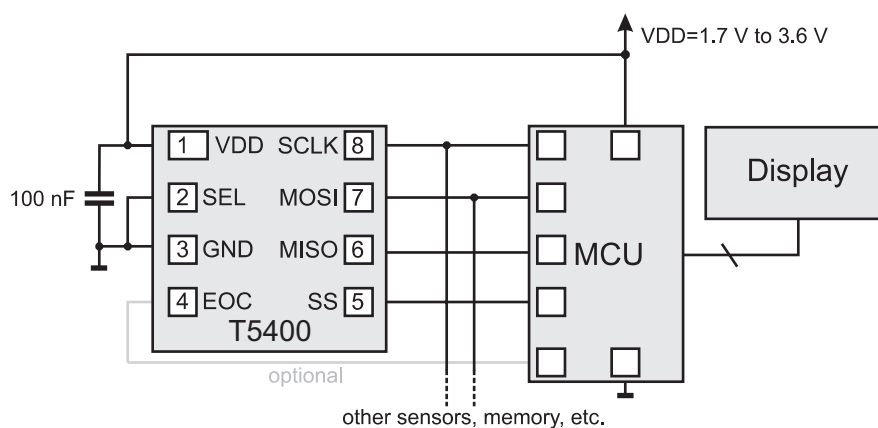 VDD=1.7 V to 3.6 V
1 VDD SCLK 8
Display
100 nF
2 SEL MOSI 7
3 GND MISO 6
MCU
4 EOC SS 5
T5400
optional
other sensors, memory, etc.